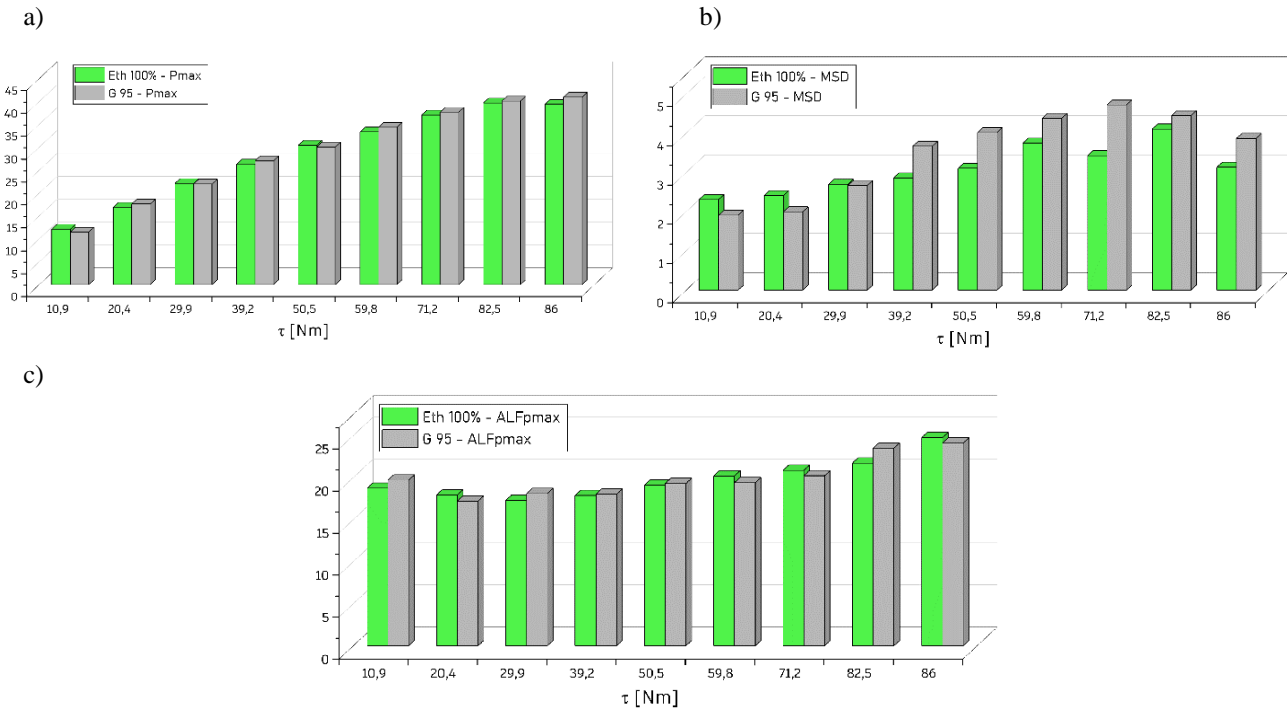 a)
Eth 100% - Pmax
G 95 - Pmax
45
40
35
30
25
20
15
10
5
0
10,9 20,4 29,9 39,2 50,5 59,8 71,2 82,5 86
τ [Nm]
b)
Eth 100% - MSD
G 95 - MSD
5
4
3
2
1
0
10,9 20,4 29,9 39,2 50,5 59,8 71,2 82,5 86
τ [Nm]
c)
Eth 100% - ALFpmax
G 95 - ALFpmax
25
20
15
10
5
0
10,9 20,4 29,9 39,2 50,5 59,8 71,2 82,5 86
τ [Nm]